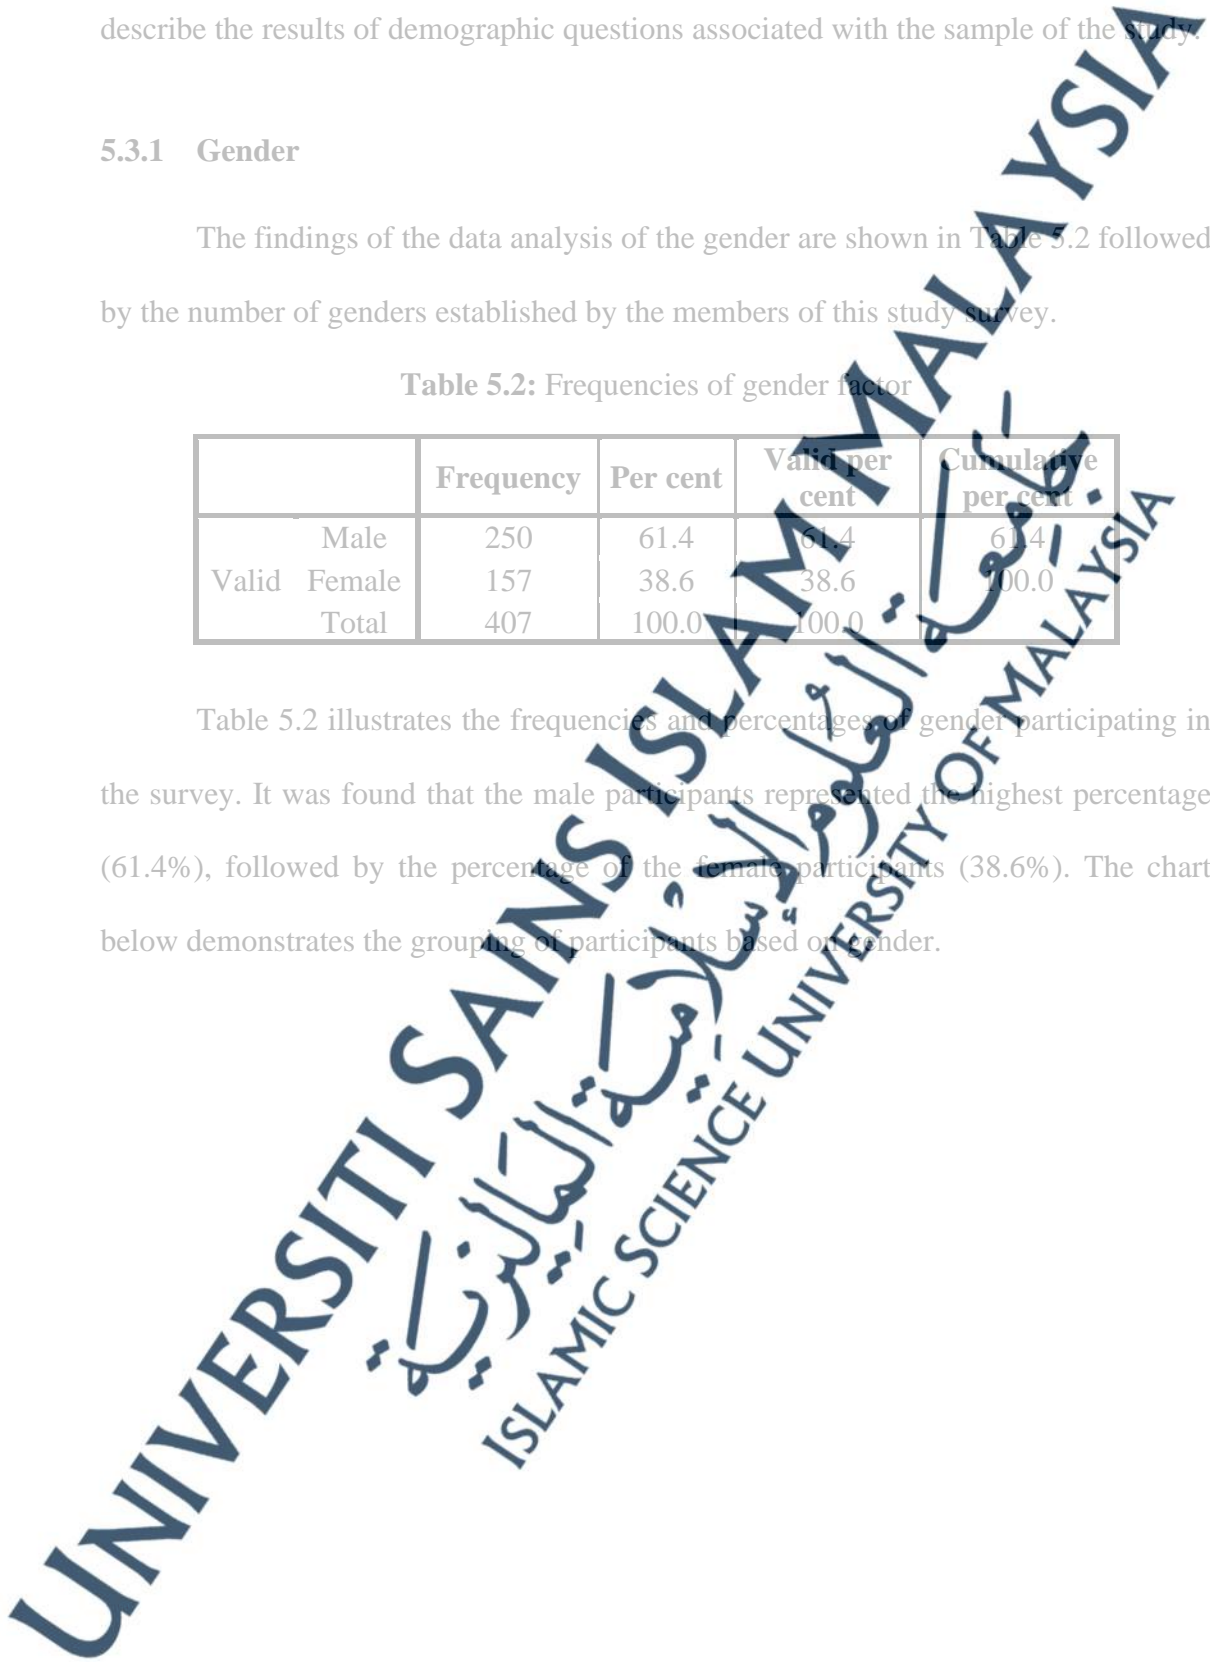 describe the results of demographic questions associated with the sample of the study.
5.3.1 Gender
The findings of the data analysis of the gender are shown in Table 5.2 followed
by the number of genders established by the members of this study survey.
Table 5.2: Frequencies of gender factor
Frequency Per cent Valid per cent Cumulative per cent
Male 250 61.4 61.4 61.4
Valid Female 157 38.6 38.6 100.0
Total 407 100.0 100.0
Table 5.2 illustrates the frequencies and percentages of gender participating in
the survey. It was found that the male participants represented the highest percentage
(61.4%), followed by the percentage of the female participants (38.6%). The chart
below demonstrates the grouping of participants based on gender.
UNIVERSITI SAINS ISLAM MALAYSIA
جامعة العلوم الإسلامية الماليزية
ISLAMIC SCIENCE UNIVERSITY OF MALAYSIA